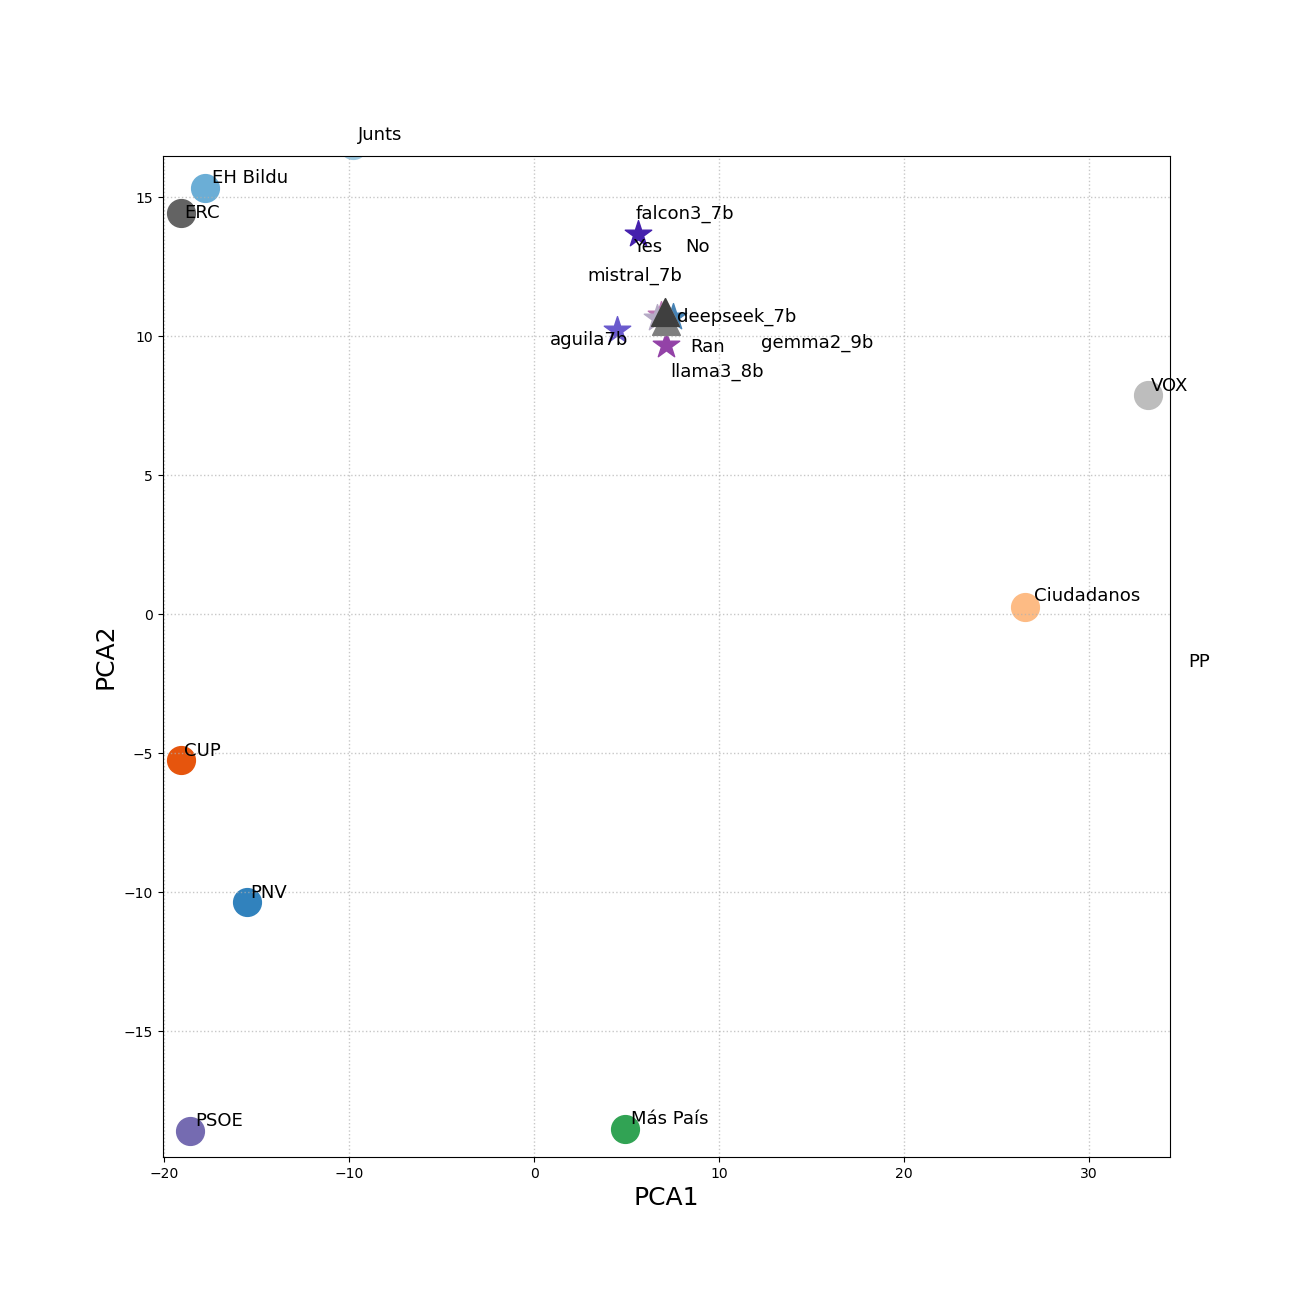 Junts
EH Bildu
15
ERC
falcon3_7b
Yes
No
mistral_7b
deepseek_7b
10
aguila7b
Ran
gemma2_9b
llama3_8b
VOX
5
Ciudadanos
0
PCA2
PP
CUP
−5
PNV
−10
−15
PSOE
Más País
−20
−10
0
10
20
30
PCA1